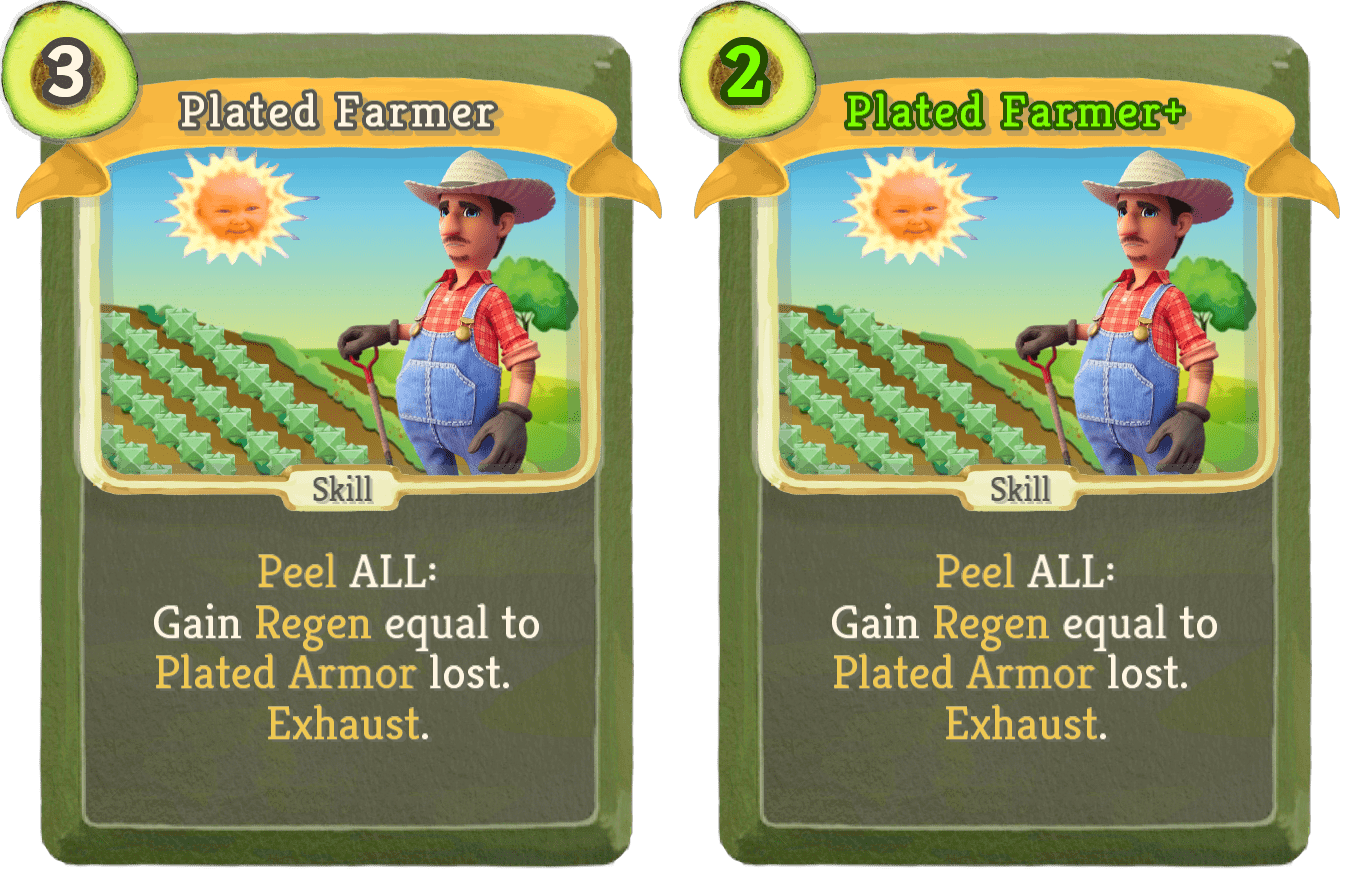 3
Plated Farmer
Skill
Peel ALL:
Gain Regen equal to
Plated Armor lost.
Exhaust.
2
Plated Farmer+
Skill
Peel ALL:
Gain Regen equal to
Plated Armor lost.
Exhaust.